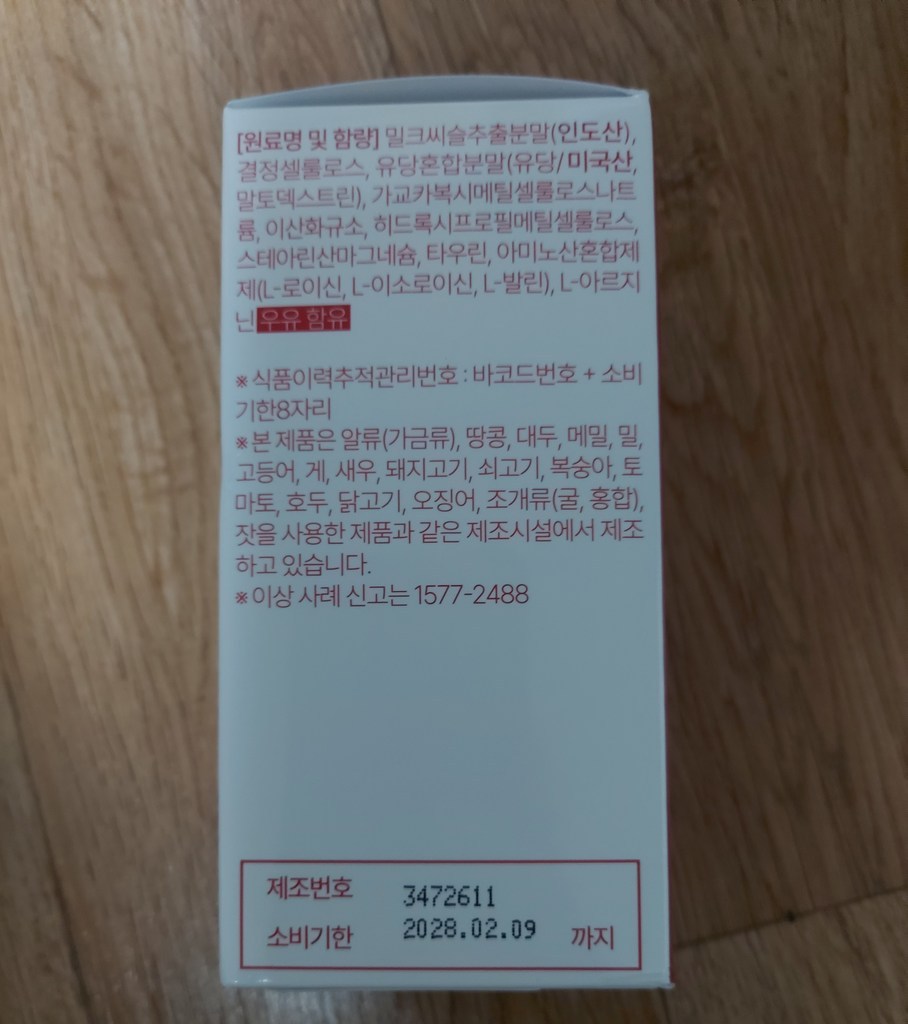 [원료명 및 함량] 밀크씨슬추출분말(인도산),
결정셀룰로스, 유당혼합분말(유당/미국산,
말토덱스트린), 가교카복시메틸셀룰로스나트
륨, 이산화규소, 히드록시프로필메틸셀룰로스,
스테아린산마그네슘, 타우린, 아미노산혼합제
제(L-로이신, L-이소로이신, L-발린), L-아르지
닌 우유 함유
※ 식품이력추적관리번호 : 바코드번호 + 소비
기한8자리
※ 본 제품은 알류(가금류), 땅콩, 대두, 메밀, 밀,
고등어, 게, 새우, 돼지고기, 쇠고기, 복숭아, 토
마토, 호두, 닭고기, 오징어, 조개류(굴, 홍합),
잣을 사용한 제품과 같은 제조시설에서 제조
하고 있습니다.
※ 이상 사례 신고는 1577-2488
제조번호 3472611
소비기한 2028.02.09 까지